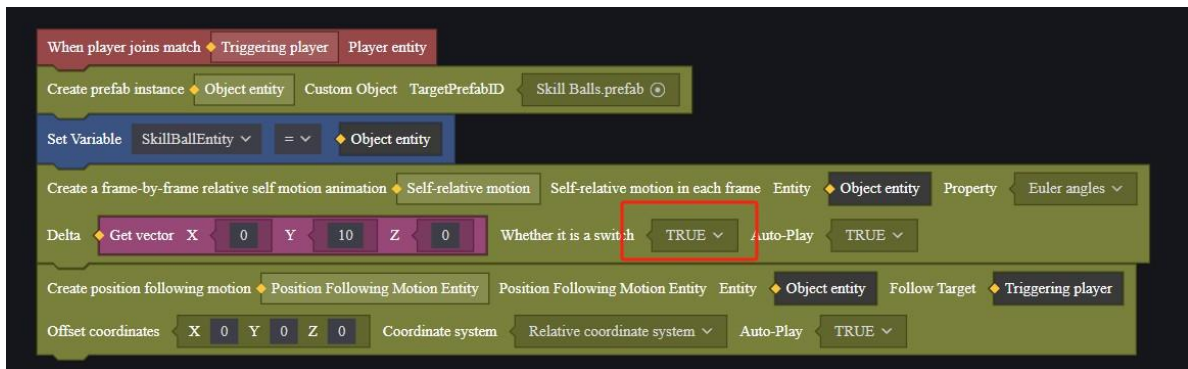 When player joins match Triggering player Player entity
Create prefab instance Object entity Custom Object TargetPrefabID Skill Balls.prefab
Set Variable SkillBallEntity = Object entity
Create a frame-by-frame relative self motion animation Self-relative motion Self-relative motion in each frame Entity Object entity Property Euler angles
Delta Get vector X 0 Y 10 Z 0 Whether it is a switch TRUE Auto-Play TRUE
Create position following motion Position Following Motion Entity Position Following Motion Entity Entity Object entity Follow Target Triggering player
Offset coordinates X 0 Y 0 Z 0 Coordinate system Relative coordinate system Auto-Play TRUE